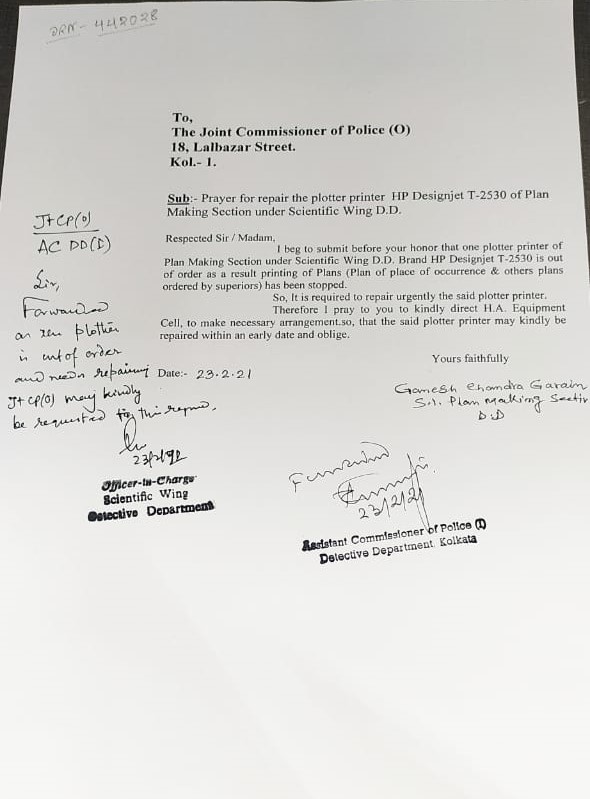 DRN - 442028
To,
The Joint Commissioner of Police (O)
18, Lalbazar Street.
Kol.- 1.
Sub:- Prayer for repair the plotter printer HP Designjet T-2530 of Plan
Making Section under Scientific Wing D.D.
Respected Sir / Madam,
I beg to submit before your honor that one plotter printer of
Plan Making Section under Scientific Wing D.D. Brand HP Designjet T-2530 is out
of order as a result printing of Plans (Plan of place of occurrence & others plans
ordered by superiors) has been stopped.
So, It is required to repair urgently the said plotter printer.
Therefore I pray to you to kindly direct H.A. Equipment
Cell, to make necessary arrangement.so, that the said plotter printer may kindly be
repaired within an early date and oblige.
Yours faithfully
Date:- 23.2.21
Ganesh Chandra Garain
S.I. Plan Making Sectio
D.D
Jt CP(O)
AC DD(I)
Sir,
Forwarded
as the plotter
is out of order
and needs repairing
Jt CP(O) may kindly
be requested for this
23/2/21
Officer-in-Charge
Scientific Wing
Detective Department
Forwarded
23/2/21
Assistant Commissioner of Police (I)
Detective Department Kolkata